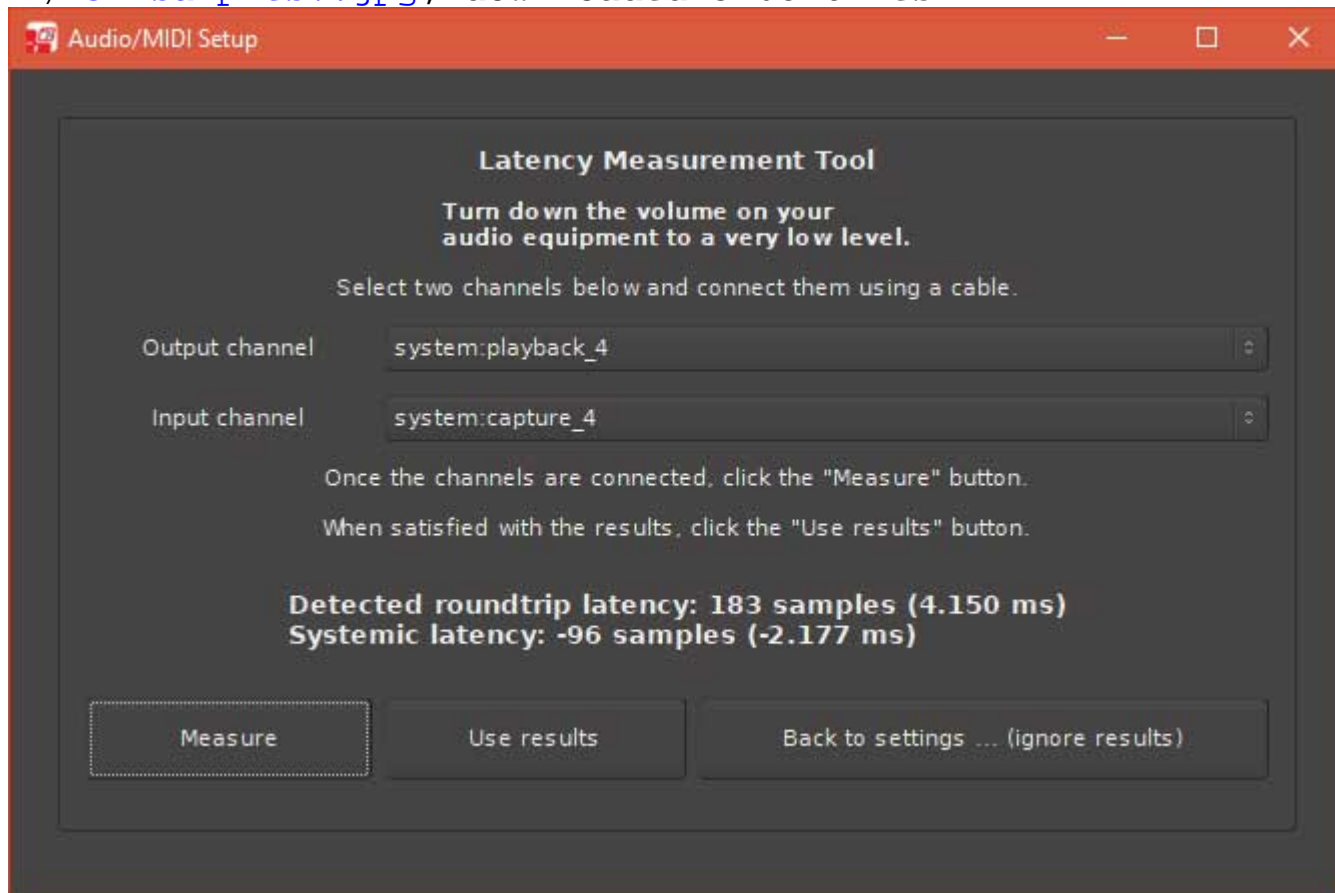 Audio/MIDI Setup
Latency Measurement Tool
Turn down the volume on your
audio equipment to a very low level.
Select two channels below and connect them using a cable.
Output channel system:playback_4
Input channel system:capture_4
Once the channels are connected, click the "Measure" button.
When satisfied with the results, click the "Use results" button.
Detected roundtrip latency: 183 samples (4.150 ms)
Systemic latency: -96 samples (-2.177 ms)
Measure Use results Back to settings ... (ignore results)